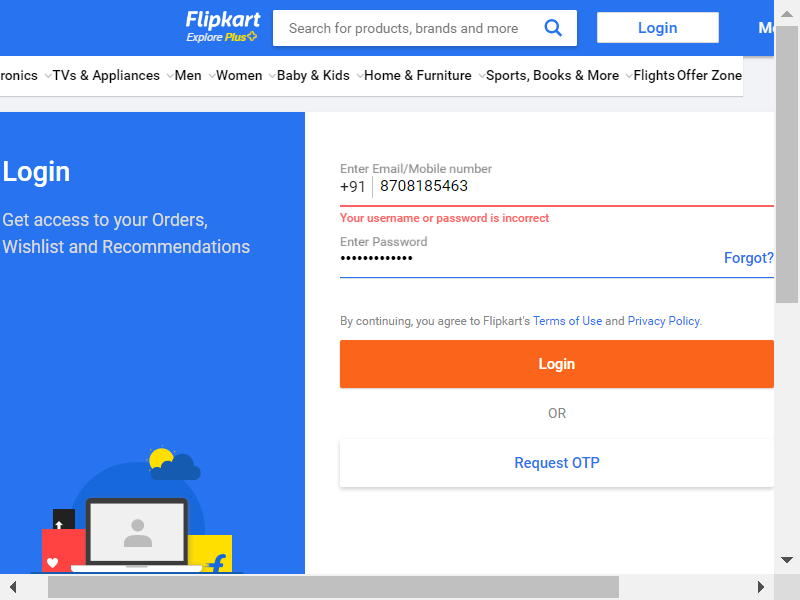 Flipkart
Explore Plus
Search for products, brands and more
Login
ronics
TVs & Appliances
Men
Women
Baby & Kids
Home & Furniture
Sports, Books & More
Flights
Offer Zone
Login
Get access to your Orders,
Wishlist and Recommendations
Enter Email/Mobile number
+91 8708185463
Your username or password is incorrect
Enter Password
•••••••••••••
Forgot?
By continuing, you agree to Flipkart's Terms of Use and Privacy Policy.
Login
OR
Request OTP
f